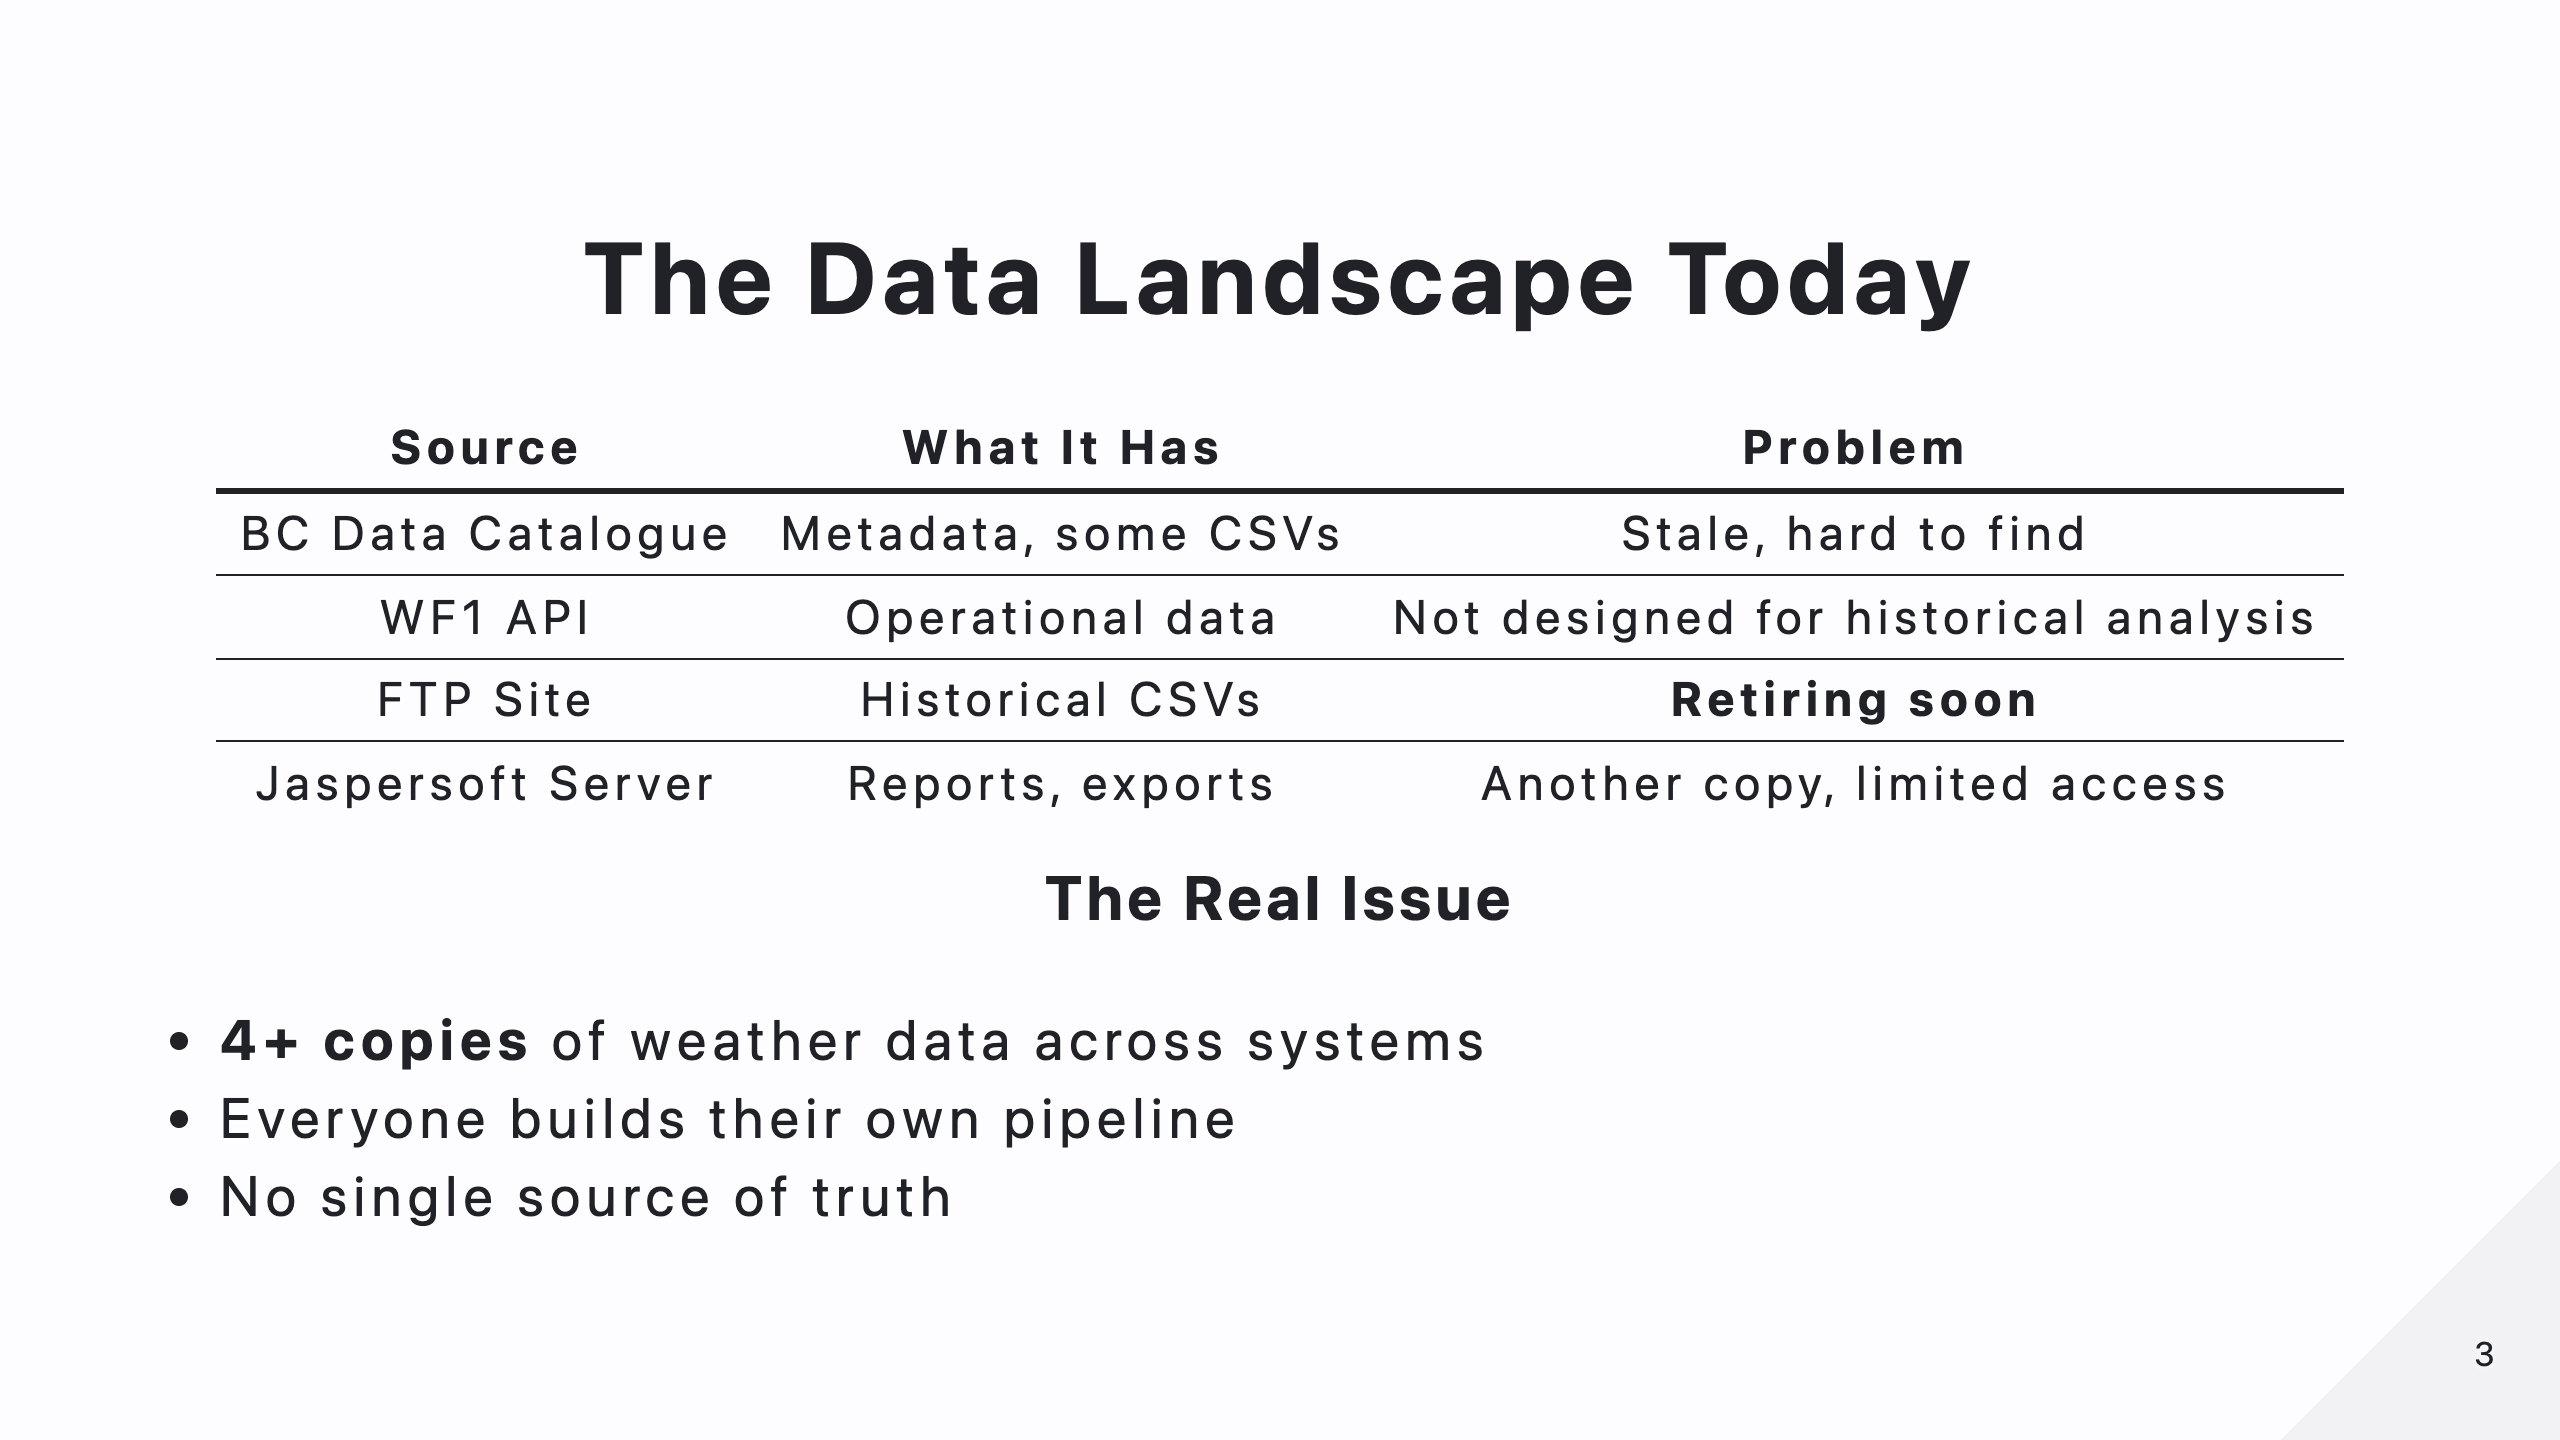 The Data Landscape Today
Source What It Has Problem
BC Data Catalogue Metadata, some CSVs Stale, hard to find
WF1 API Operational data Not designed for historical analysis
FTP Site Historical CSVs Retiring soon
Jaspersoft Server Reports, exports Another copy, limited access
The Real Issue
• 4+ copies of weather data across systems
• Everyone builds their own pipeline
• No single source of truth
3